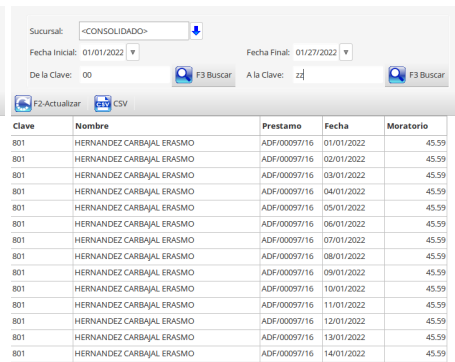 Sucursal: <CONSOLIDADO>
Fecha Inicial: 01/01/2022 Fecha Final: 01/27/2022
De la Clave: 00 F3 Buscar A la Clave: zz F3 Buscar
F2-Actualizar CSV CSV
Clave Nombre Prestamo Fecha Moratorio
801 HERNANDEZ CARBAJAL ERASMO ADF/00097/16 01/01/2022 45.59
801 HERNANDEZ CARBAJAL ERASMO ADF/00097/16 02/01/2022 45.59
801 HERNANDEZ CARBAJAL ERASMO ADF/00097/16 03/01/2022 45.59
801 HERNANDEZ CARBAJAL ERASMO ADF/00097/16 04/01/2022 45.59
801 HERNANDEZ CARBAJAL ERASMO ADF/00097/16 05/01/2022 45.59
801 HERNANDEZ CARBAJAL ERASMO ADF/00097/16 06/01/2022 45.59
801 HERNANDEZ CARBAJAL ERASMO ADF/00097/16 07/01/2022 45.59
801 HERNANDEZ CARBAJAL ERASMO ADF/00097/16 08/01/2022 45.59
801 HERNANDEZ CARBAJAL ERASMO ADF/00097/16 09/01/2022 45.59
801 HERNANDEZ CARBAJAL ERASMO ADF/00097/16 10/01/2022 45.59
801 HERNANDEZ CARBAJAL ERASMO ADF/00097/16 11/01/2022 45.59
801 HERNANDEZ CARBAJAL ERASMO ADF/00097/16 12/01/2022 45.59
801 HERNANDEZ CARBAJAL ERASMO ADF/00097/16 13/01/2022 45.59
801 HERNANDEZ CARBAJAL ERASMO ADF/00097/16 14/01/2022 45.59